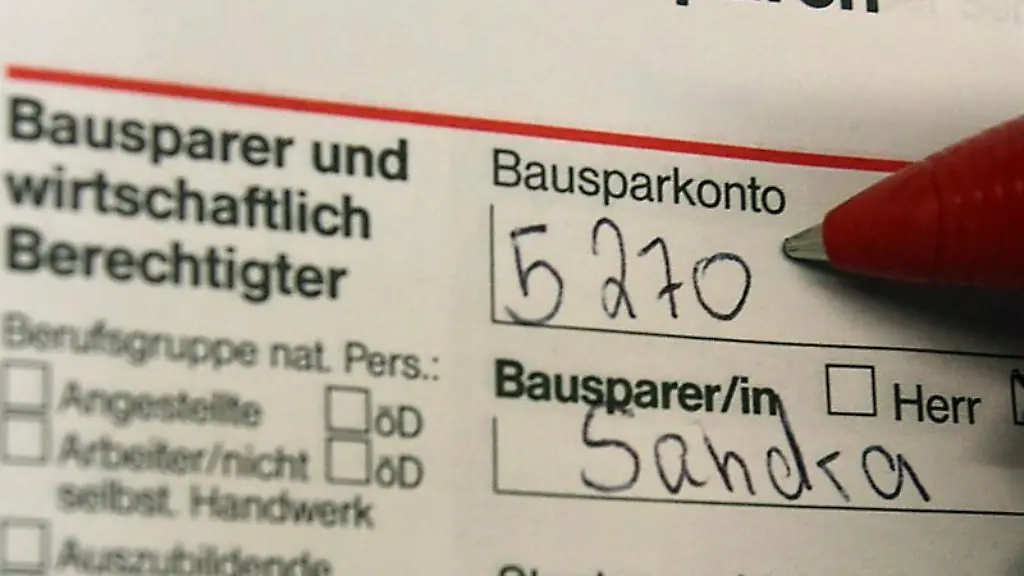 Bausparer und
wirtschaftlich
Berechtigter
Berufsgruppe nat. Pers.:
Angestellte öD
Arbeiter/nicht öD
selbst. Handwerk
Auszubildende
Bausparkonto
5270
Bausparer/in Herr
Sandra